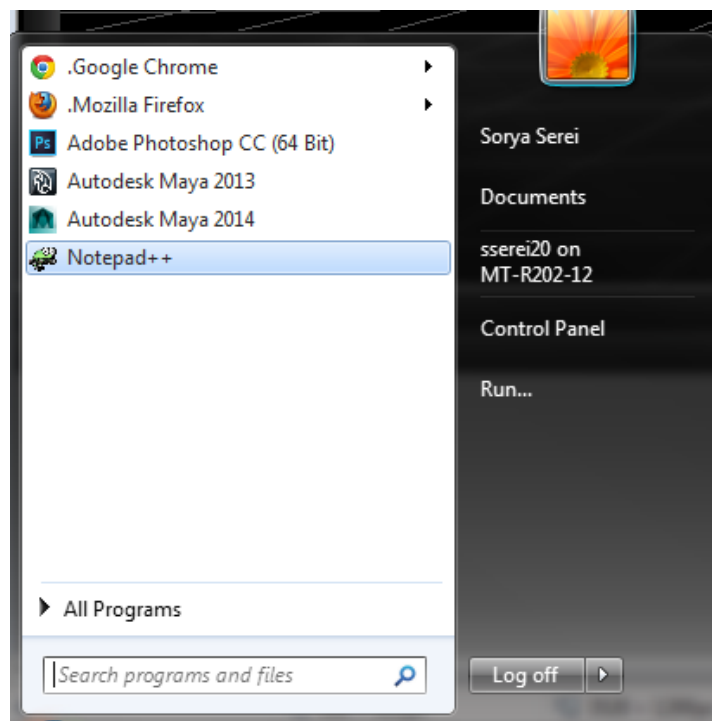 .Google Chrome
.Mozilla Firefox
Ps Adobe Photoshop CC (64 Bit)
Autodesk Maya 2013
Autodesk Maya 2014
Notepad++
All Programs
Search programs and files
Sorya Serei
Documents
sserei20 on
MT-R202-12
Control Panel
Run...
Log off